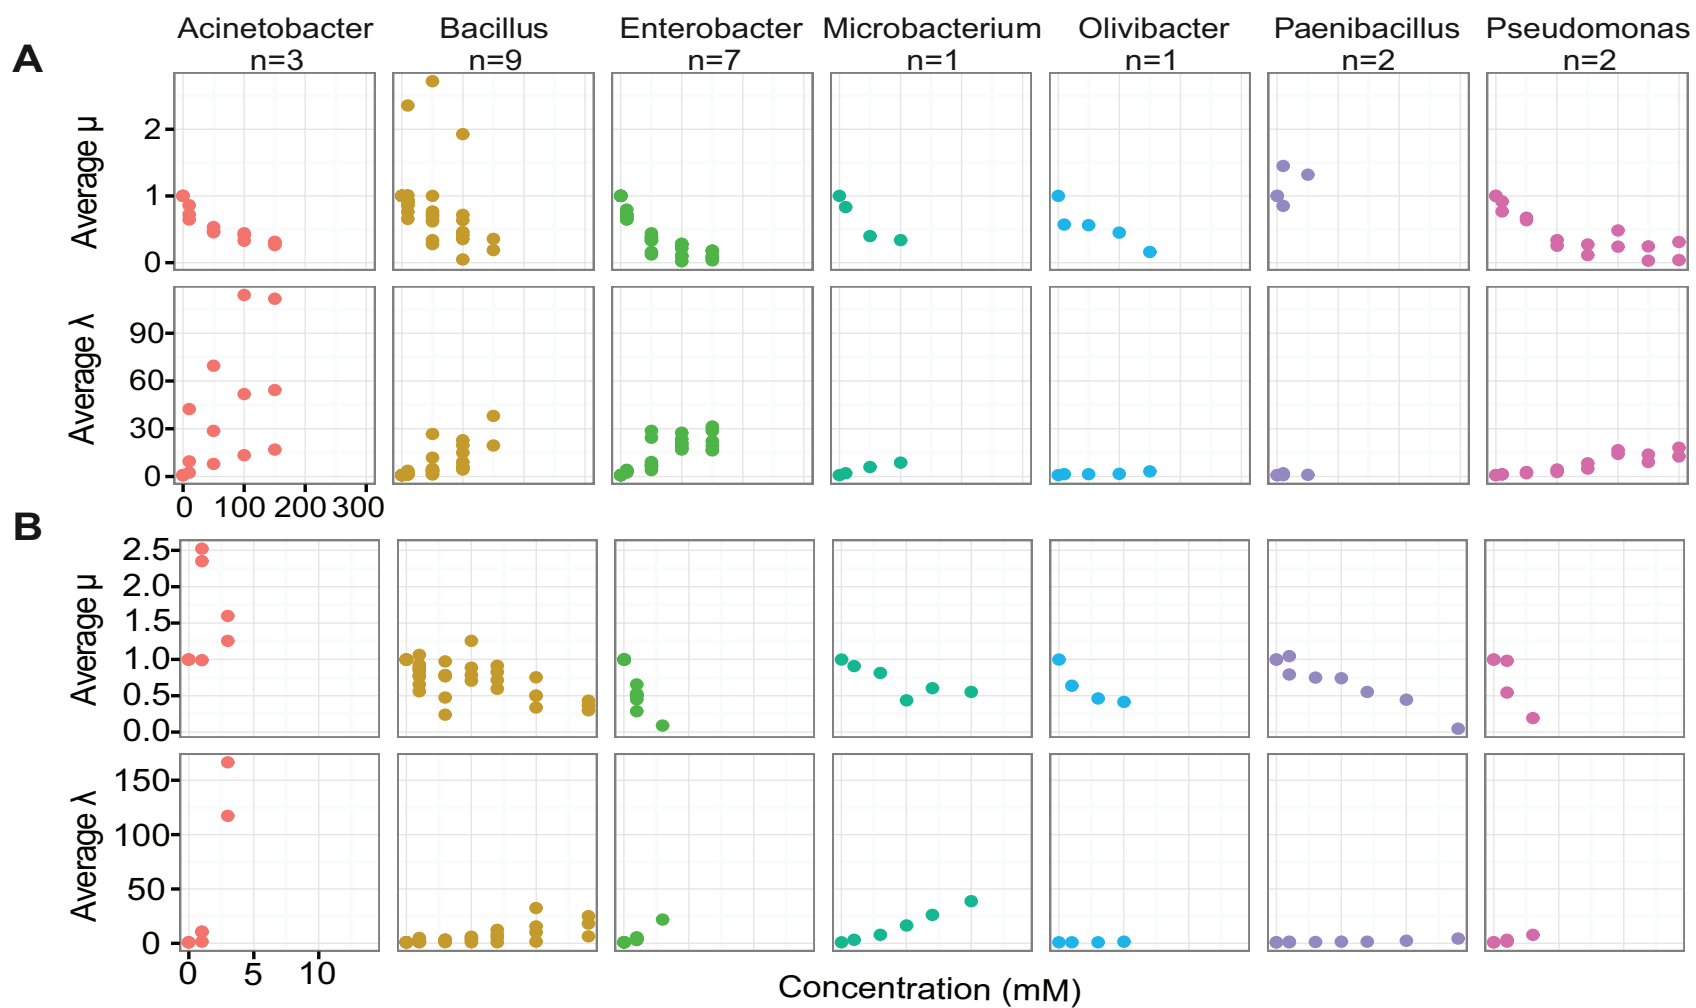 Acinetobacter Bacillus Enterobacter Microbacterium Olivibacter Paenibacillus Pseudomonas
A n=3 n=9 n=7 n=1 n=1 n=2 n=2
Average μ
2
1
0
Average λ
90
60
30
0
0 100 200 300
B
Average μ
2.5
2.0
1.5
1.0
0.5
0.0
Average λ
150
100
50
0
0 5 10
Concentration (mM)